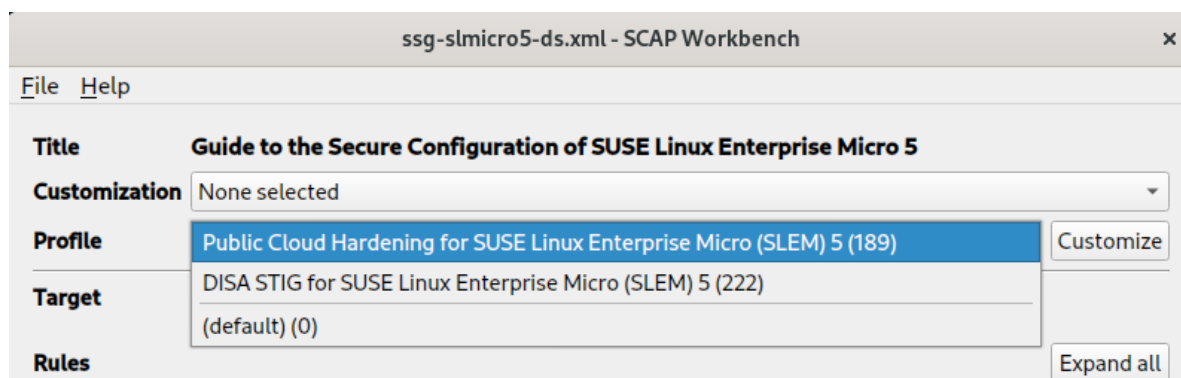 ssg-slmicro5-ds.xml - SCAP Workbench ×
File Help
Title Guide to the Secure Configuration of SUSE Linux Enterprise Micro 5
Customization None selected
Profile Public Cloud Hardening for SUSE Linux Enterprise Micro (SLEM) 5 (189) Customize
DISA STIG for SUSE Linux Enterprise Micro (SLEM) 5 (222)
Target
(default) (0)
Rules Expand all